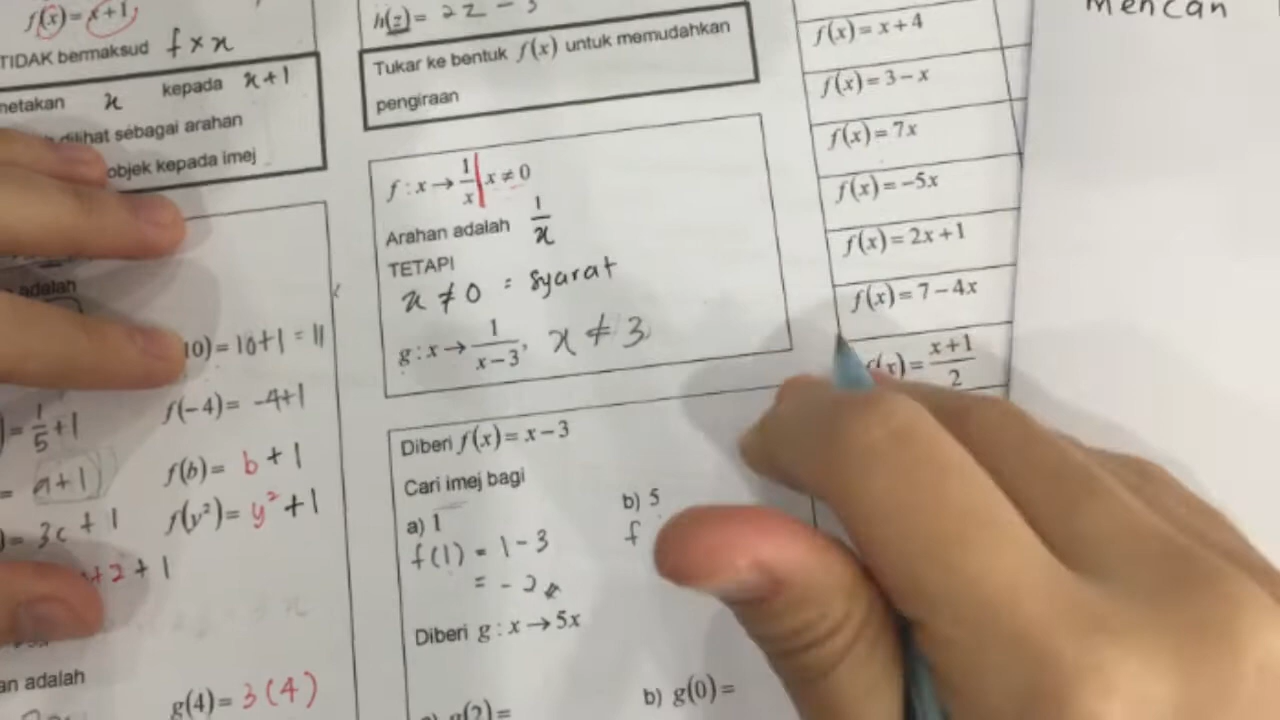 f(x) = x+1
TIDAK bermaksud f × x
metakan x kepada x+1
dilihat sebagai arahan
objek kepada imej
adalah
10) = 10+1 = 11
) = 1/5 + 1
f(-4) = -4+1
= a+1)
f(b) = b + 1
) = 3c + 1
f(y²) = y² + 1
+2 + 1
an adalah
g(4) = 3(4)
h(z) = 2z -
Tukar ke bentuk f(x) untuk memudahkan
pengiraan
f : x → 1/x, x ≠ 0
Arahan adalah 1/x
TETAPI
x ≠ 0 = syarat
g : x → 1/(x-3), x ≠ 3
Diberi f(x) = x - 3
Cari imej bagi
a) 1
b) 5
f(1) = 1 - 3
f
= -2
Diberi g : x → 5x
g(2) =
b) g(0) =
f(x) = x + 4
f(x) = 3 - x
f(x) = 7x
f(x) = -5x
f(x) = 2x + 1
f(x) = 7 - 4x
f(x) = (x+1)/2
Mencari